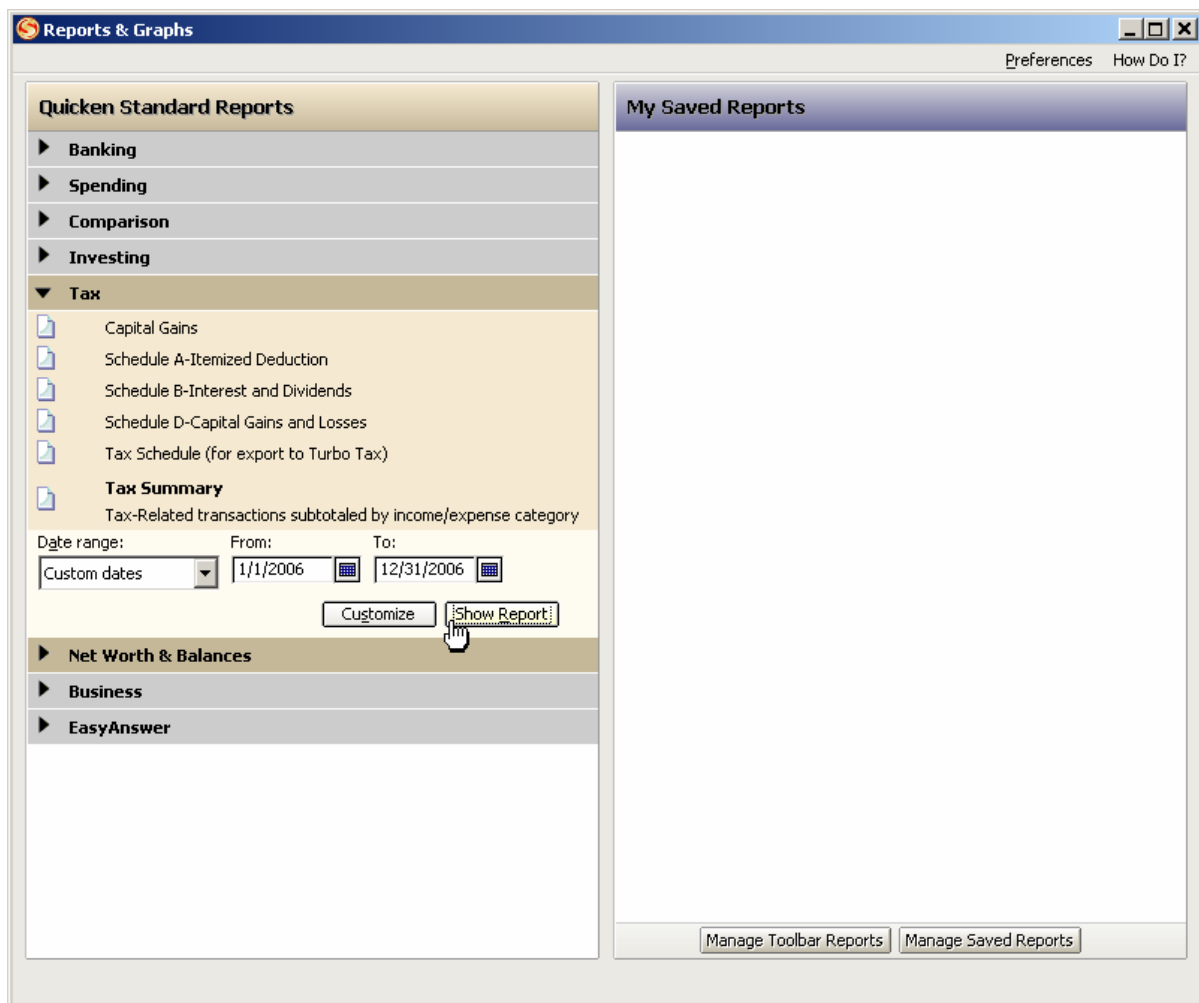 Reports & Graphs
Preferences How Do I?
Quicken Standard Reports
Banking
Spending
Comparison
Investing
Tax
Capital Gains
Schedule A-Itemized Deduction
Schedule B-Interest and Dividends
Schedule D-Capital Gains and Losses
Tax Schedule (for export to Turbo Tax)
Tax Summary
Tax-Related transactions subtotaled by income/expense category
Date range: From: To:
Custom dates 1/1/2006 12/31/2006
Customize Show Report
Net Worth & Balances
Business
EasyAnswer
My Saved Reports
Manage Toolbar Reports Manage Saved Reports